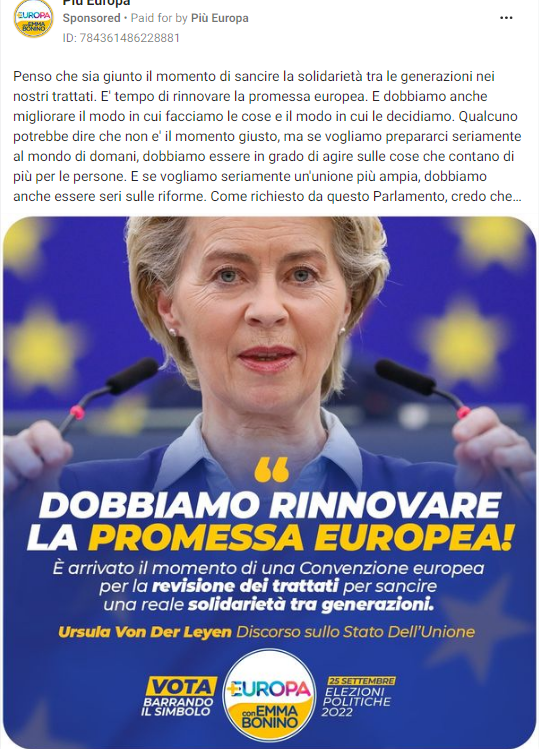 Più Europa
Sponsored • Paid for by Più Europa
ID: 784361486228881
Penso che sia giunto il momento di sancire la solidarietà tra le generazioni nei
nostri trattati. E' tempo di rinnovare la promessa europea. E dobbiamo anche
migliorare il modo in cui facciamo le cose e il modo in cui le decidiamo. Qualcuno
potrebbe dire che non e' il momento giusto, ma se vogliamo prepararci seriamente
al mondo di domani, dobbiamo essere in grado di agire sulle cose che contano di
più per le persone. E se vogliamo seriamente un'unione più ampia, dobbiamo
anche essere seri sulle riforme. Come richiesto da questo Parlamento, credo che...
“
DOBBIAMO RINNOVARE
LA PROMESSA EUROPEA!
È arrivato il momento di una Convenzione europea
per la revisione dei trattati per sancire
una reale solidarietà tra generazioni.
Ursula Von Der Leyen Discorso sullo Stato Dell'Unione
VOTA
BARRANDO
IL SIMBOLO
+EUROPA
con EMMA
BONINO
25 SETTEMBRE
ELEZIONI
POLITICHE
2022